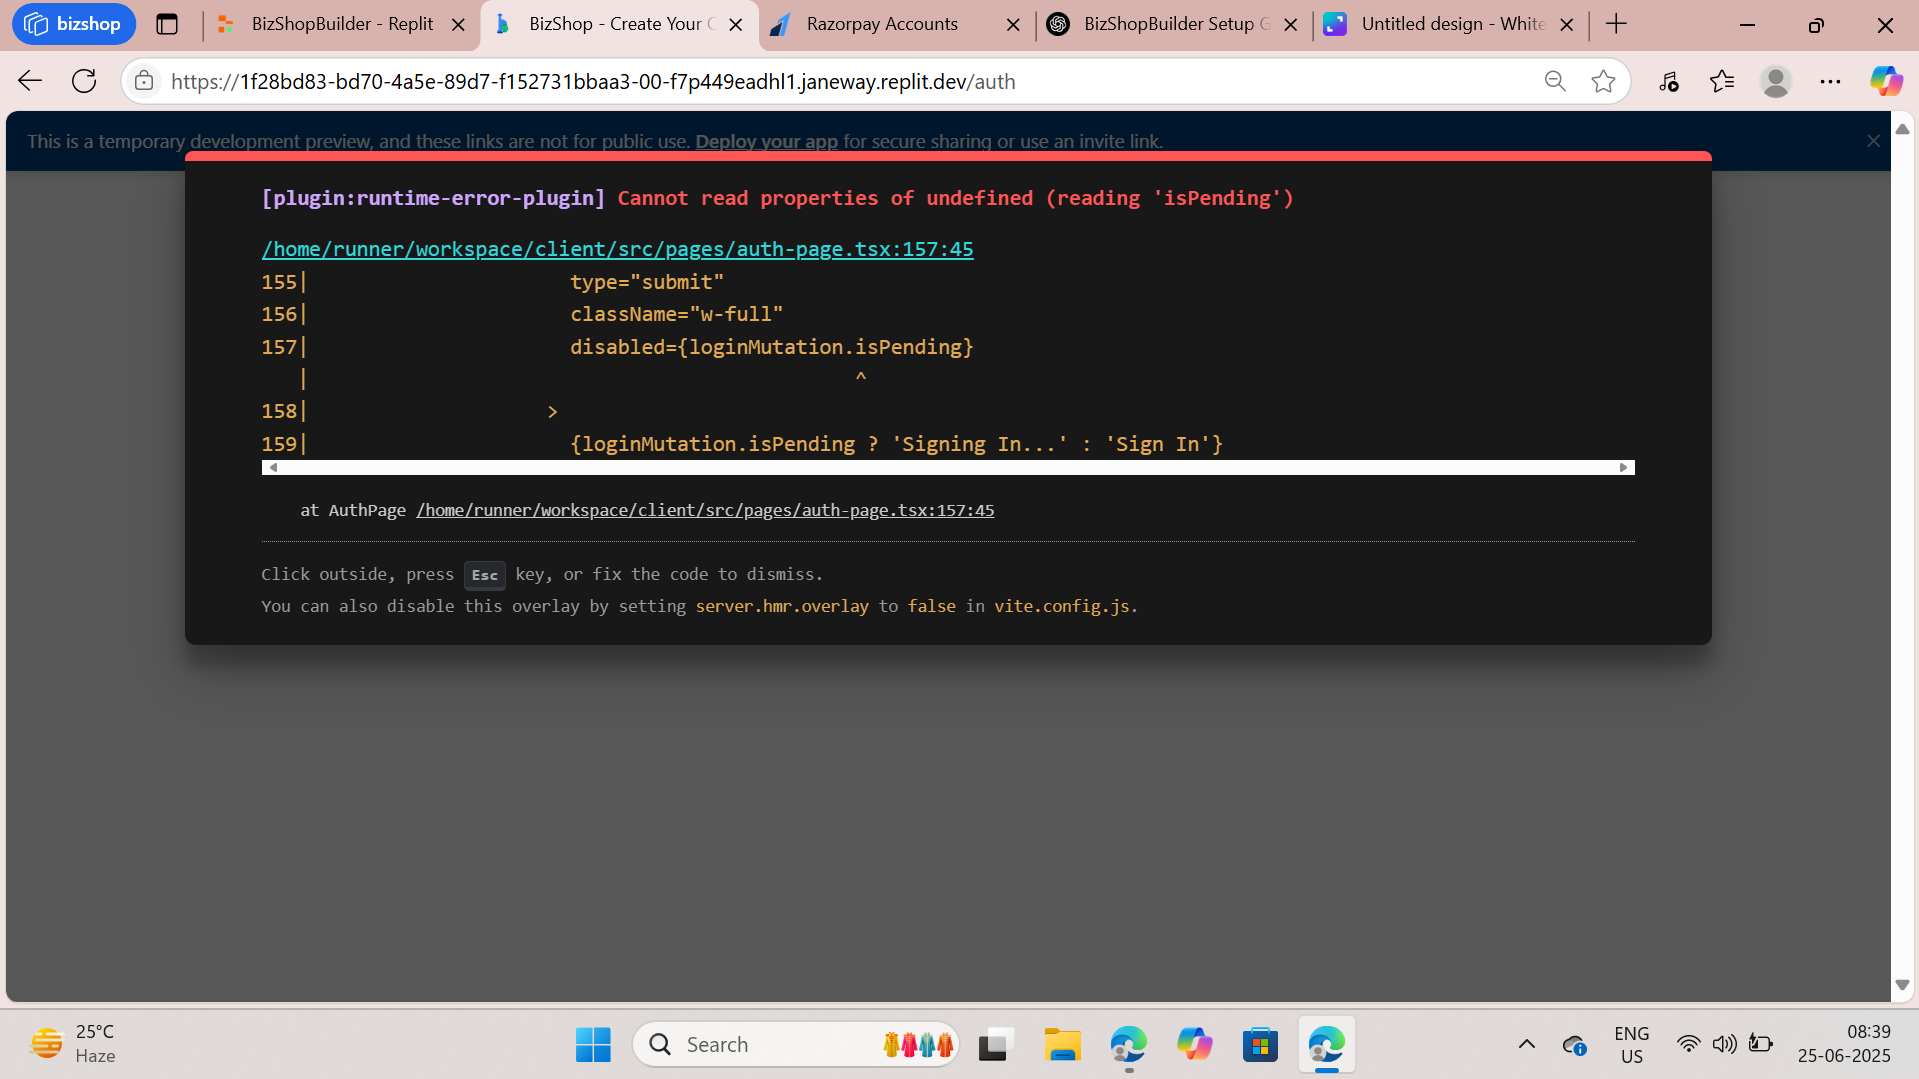 bizshop
BizShopBuilder - Replit
BizShop - Create Your C
Razorpay Accounts
BizShopBuilder Setup G
Untitled design - White
https://1f28bd83-bd70-4a5e-89d7-f152731bbaa3-00-f7p449eadhl1.janeway.replit.dev/auth
This is a temporary development preview, and these links are not for public use. Deploy your app for secure sharing or use an invite link.
[plugin:runtime-error-plugin] Cannot read properties of undefined (reading 'isPending')
/home/runner/workspace/client/src/pages/auth-page.tsx:157:45
155| type="submit"
156| className="w-full"
157| disabled={loginMutation.isPending}
| ^
158| >
159| {loginMutation.isPending ? 'Signing In...' : 'Sign In'}
at AuthPage /home/runner/workspace/client/src/pages/auth-page.tsx:157:45
Click outside, press Esc key, or fix the code to dismiss.
You can also disable this overlay by setting server.hmr.overlay to false in vite.config.js.
25°C
Haze
Search
ENG
US
08:39
25-06-2025